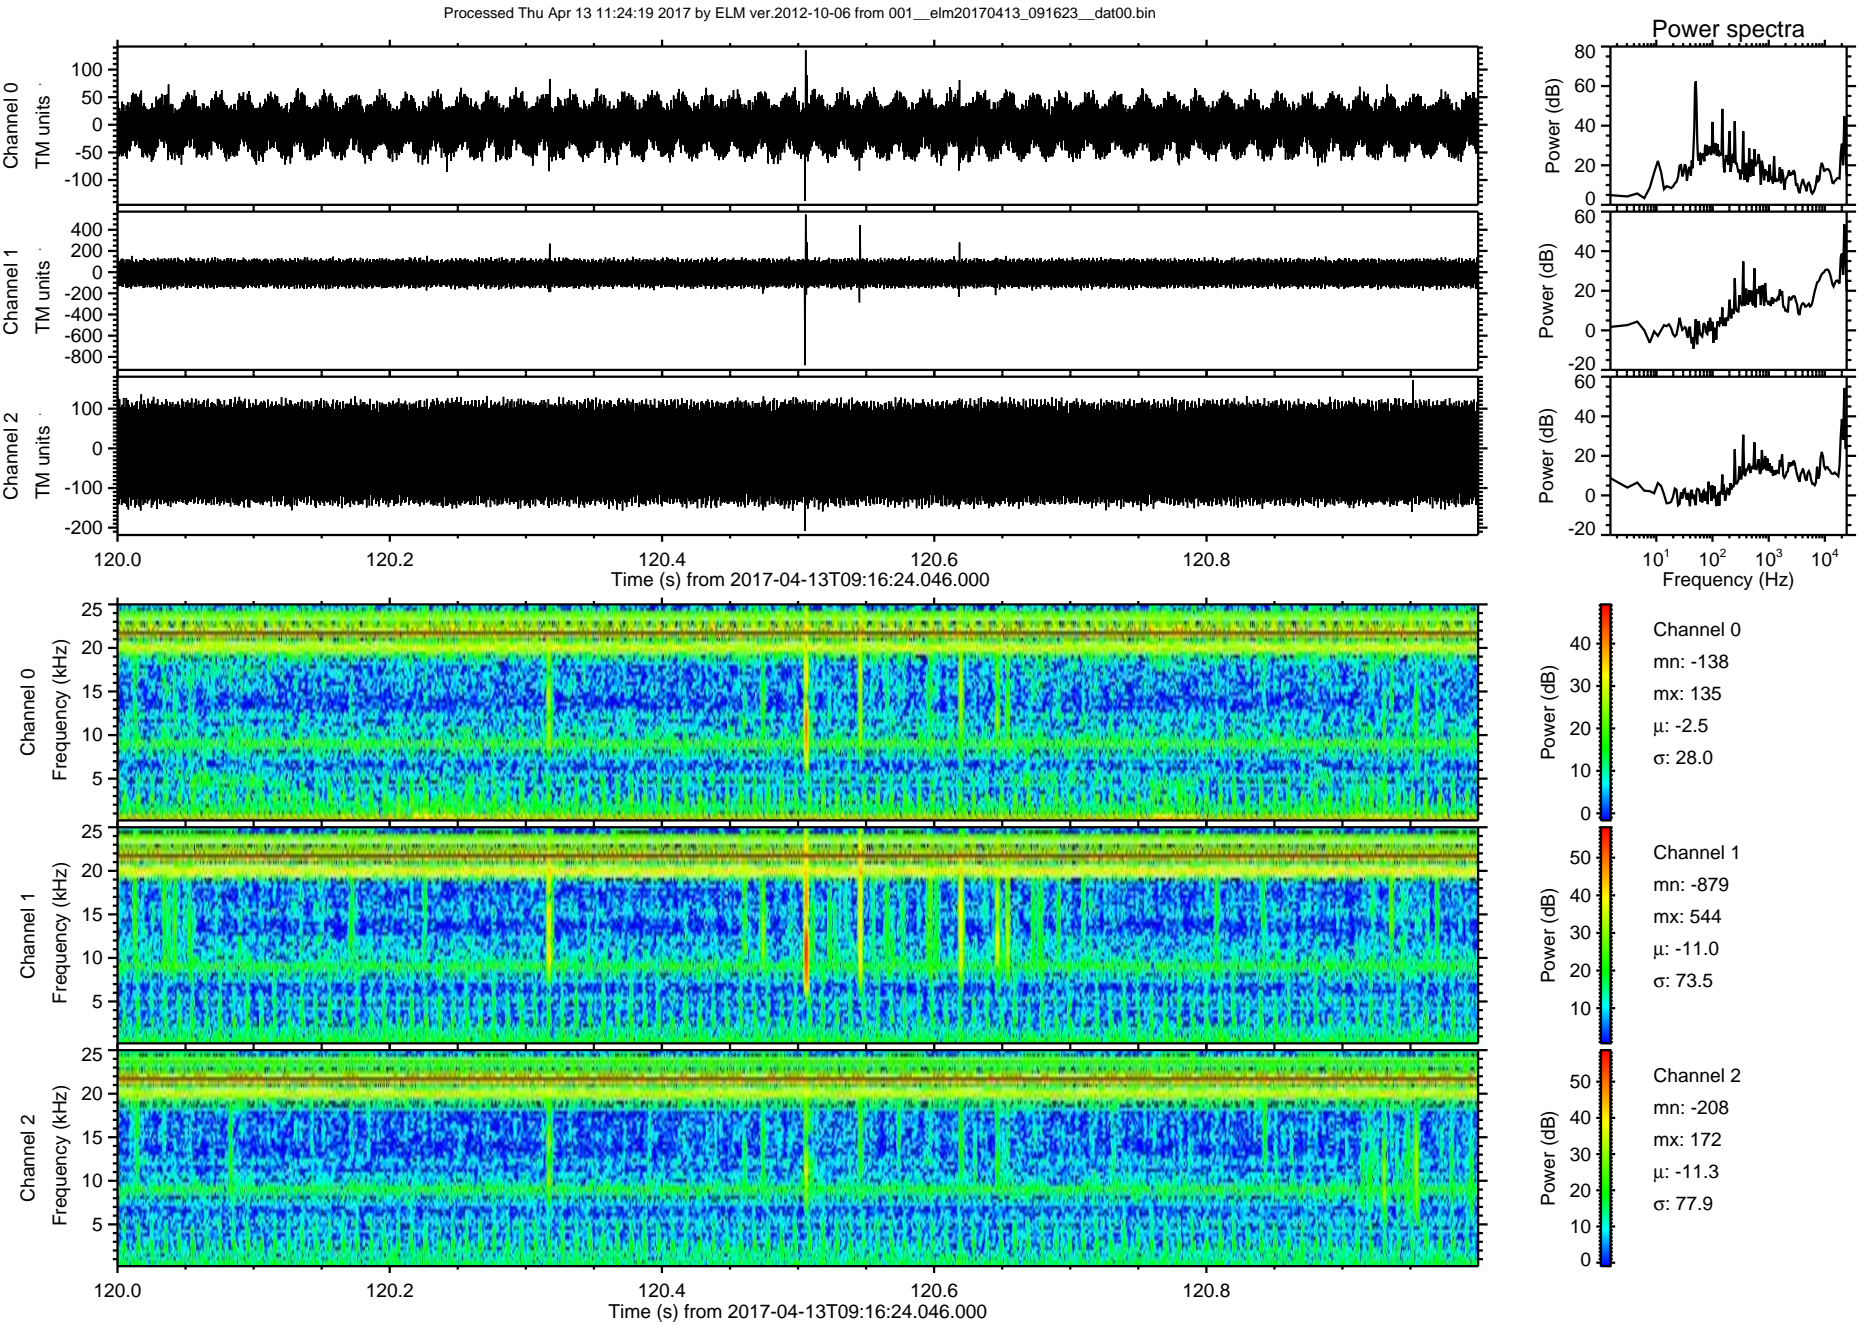 Processed Thu Apr 13 11:24:19 2017 by ELM ver.2012-10-06 from 001__elm20170413_091623__dat00.bin
Power spectra
Channel 0
TM units
100
50
0
-50
-100
Power (dB)
80
60
40
20
0
Channel 1
TM units
400
200
0
-200
-400
-600
-800
Power (dB)
60
40
20
0
-20
Channel 2
TM units
100
0
-100
-200
Power (dB)
60
40
20
0
-20
120.0 120.2 120.4 120.6 120.8
Time (s) from 2017-04-13T09:16:24.046.000
10¹ 10² 10³ 10⁴
Frequency (Hz)
Channel 0
Frequency (kHz)
25
20
15
10
5
Power (dB)
40
30
20
10
0
Channel 0
mn: -138
mx: 135
μ: -2.5
σ: 28.0
Channel 1
Frequency (kHz)
25
20
15
10
5
Power (dB)
50
40
30
20
10
Channel 1
mn: -879
mx: 544
μ: -11.0
σ: 73.5
Channel 2
Frequency (kHz)
25
20
15
10
5
Power (dB)
50
40
30
20
10
0
Channel 2
mn: -208
mx: 172
μ: -11.3
σ: 77.9
120.0 120.2 120.4 120.6 120.8
Time (s) from 2017-04-13T09:16:24.046.000